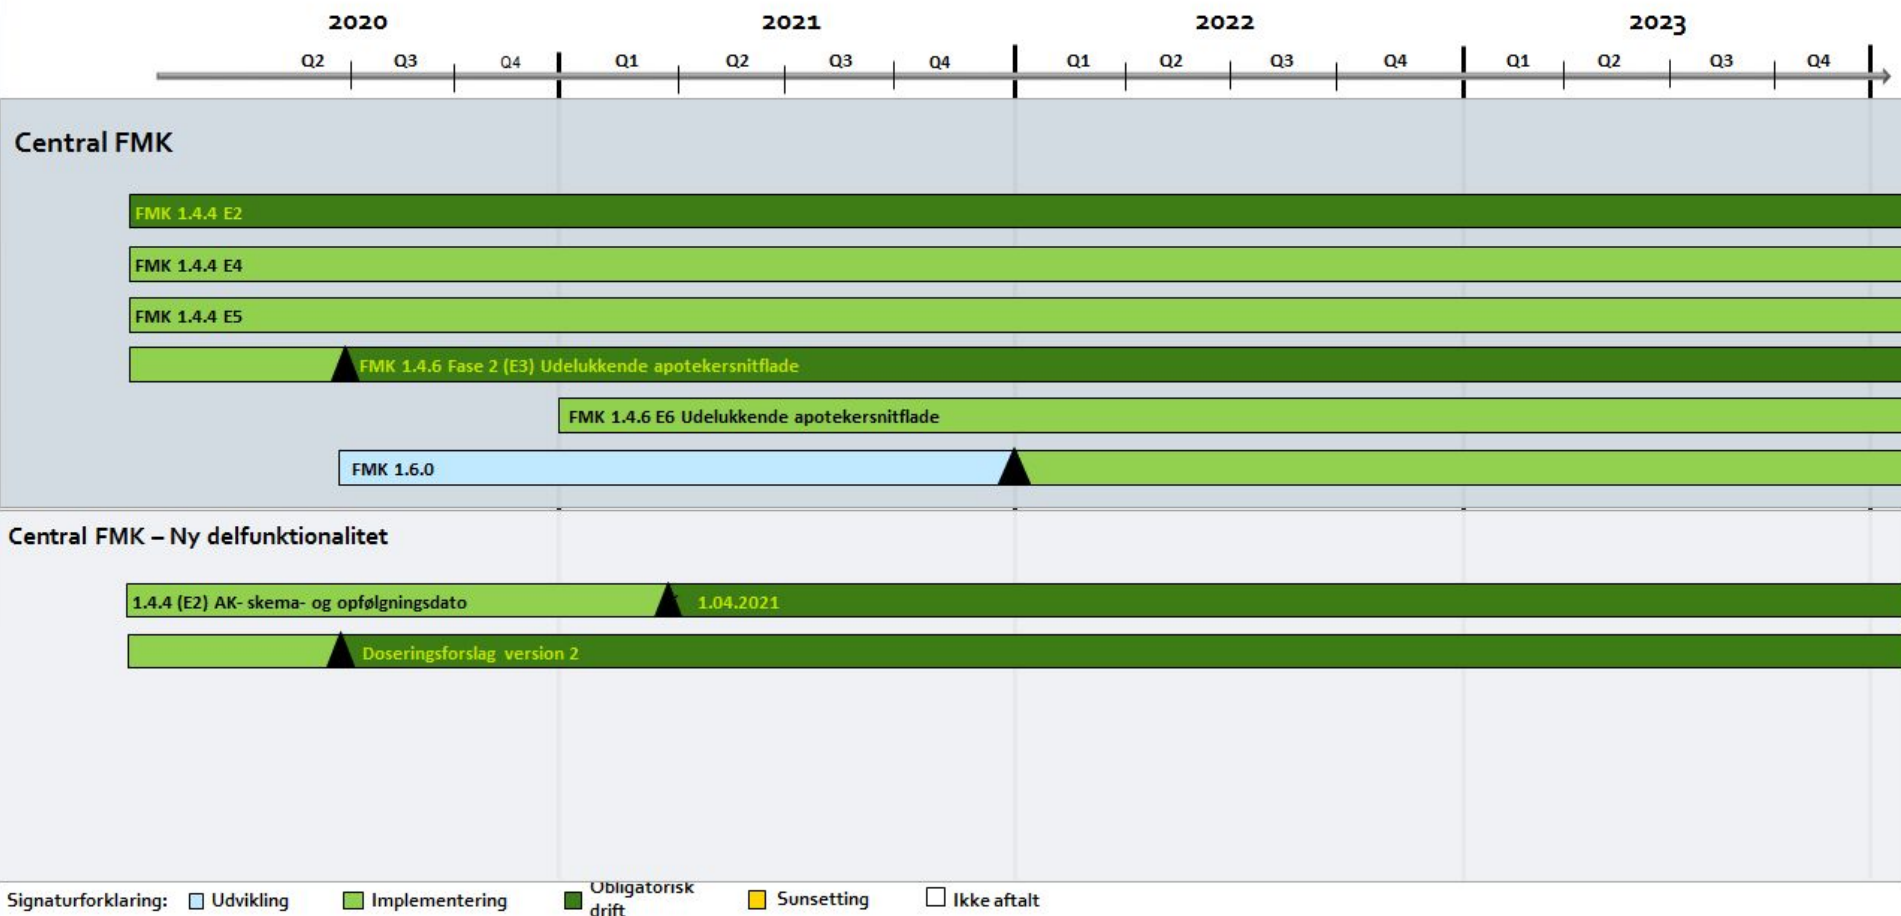 2020 2021 2022 2023
Q2 Q3 Q4 Q1 Q2 Q3 Q4 Q1 Q2 Q3 Q4 Q1 Q2 Q3 Q4
Central FMK
FMK 1.4.4 E2
FMK 1.4.4 E4
FMK 1.4.4 E5
FMK 1.4.6 Fase 2 (E3) Udelukkende apotekersnitflade
FMK 1.4.6 E6 Udelukkende apotekersnitflade
FMK 1.6.0
Central FMK – Ny delfunktionalitet
1.4.4 (E2) AK- skema- og opfølgningsdato 1.04.2021
Doseringsforslag version 2
Signaturforklaring: Udvikling Implementering Obligatorisk Sunsetting Ikke aftalt
drift